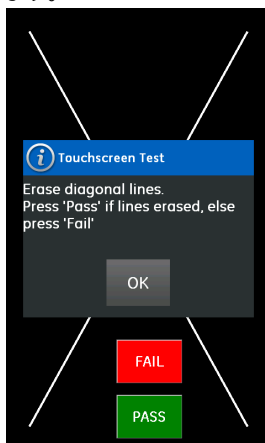 Touchscreen Test
Erase diagonal lines.
Press 'Pass' if lines erased, else
press 'Fail'
OK
FAIL
PASS